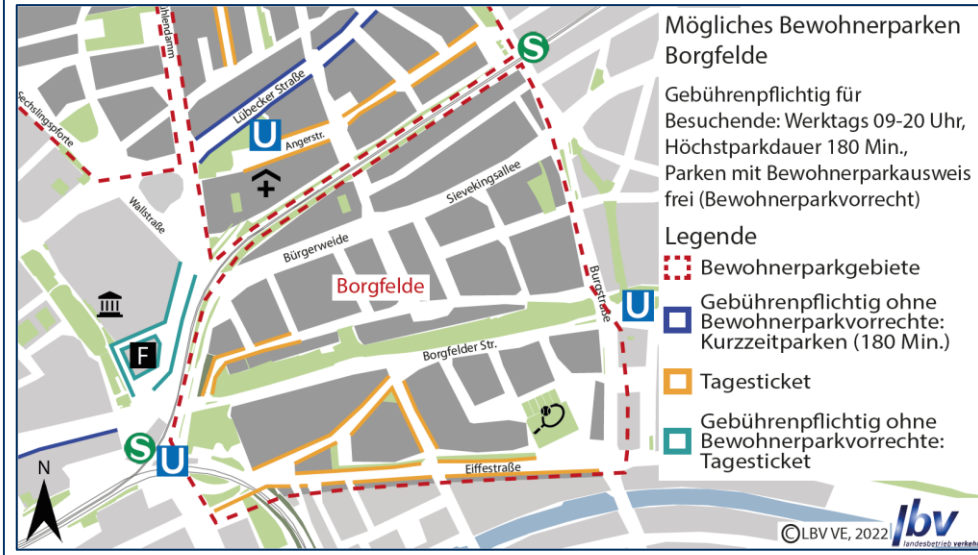 Mögliches Bewohnerparken
Borgfelde
Gebührenpflichtig für
Besuchende: Werktags 09-20 Uhr,
Höchstparkdauer 180 Min.,
Parken mit Bewohnerparkausweis
frei (Bewohnerparkvorrecht)
Legende
Bewohnerparkgebiete
Gebührenpflichtig ohne
Bewohnerparkvorrechte:
Kurzzeitparken (180 Min.)
Tagesticket
Gebührenpflichtig ohne
Bewohnerparkvorrechte:
Tagesticket
Sechslingspforte
Lübecker Straße
S
U
Angerstr.
Wallstraße
Sievekingsallee
Bürgerweide
Borgfelde
Burgstraße
U
F
Borgfelder Str.
S
U
Eiffestraße
N
©LBV VE, 2022
lbv
landesbetrieb verkehr